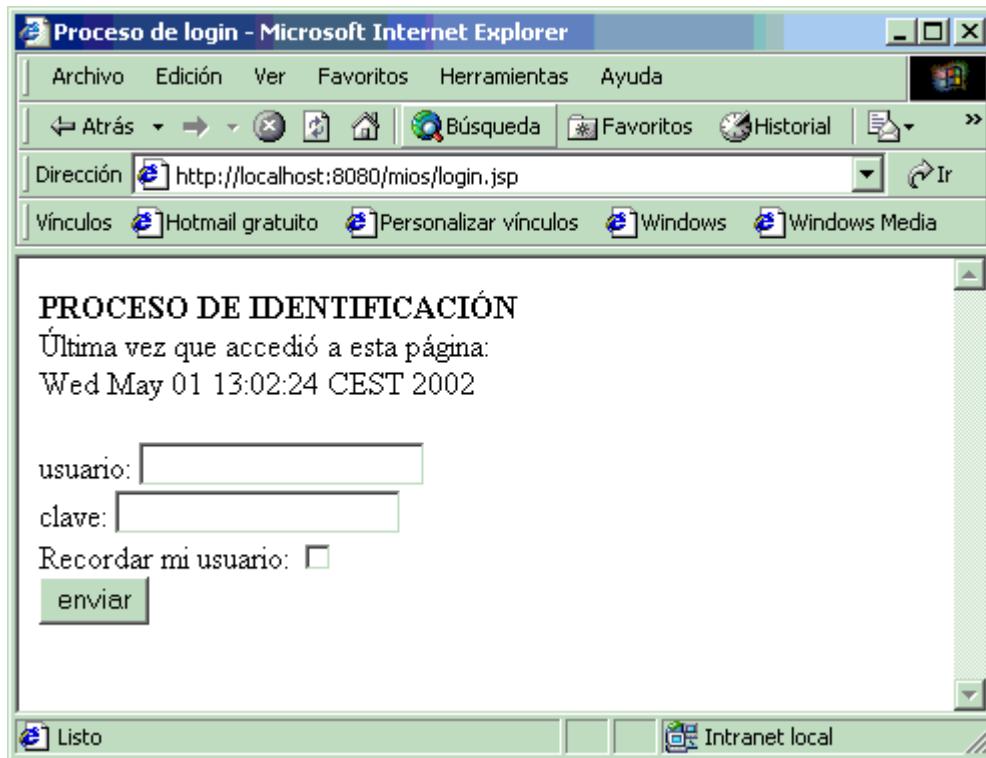 Proceso de login - Microsoft Internet Explorer
Archivo Edición Ver Favoritos Herramientas Ayuda
Atrás Búsqueda Favoritos Historial »
Dirección http://localhost:8080/mios/login.jsp Ir
Vínculos Hotmail gratuito Personalizar vínculos Windows Windows Media
PROCESO DE IDENTIFICACIÓN
Última vez que accedió a esta página:
Wed May 01 13:02:24 CEST 2002
usuario:
clave:
Recordar mi usuario:
enviar
Listo Intranet local